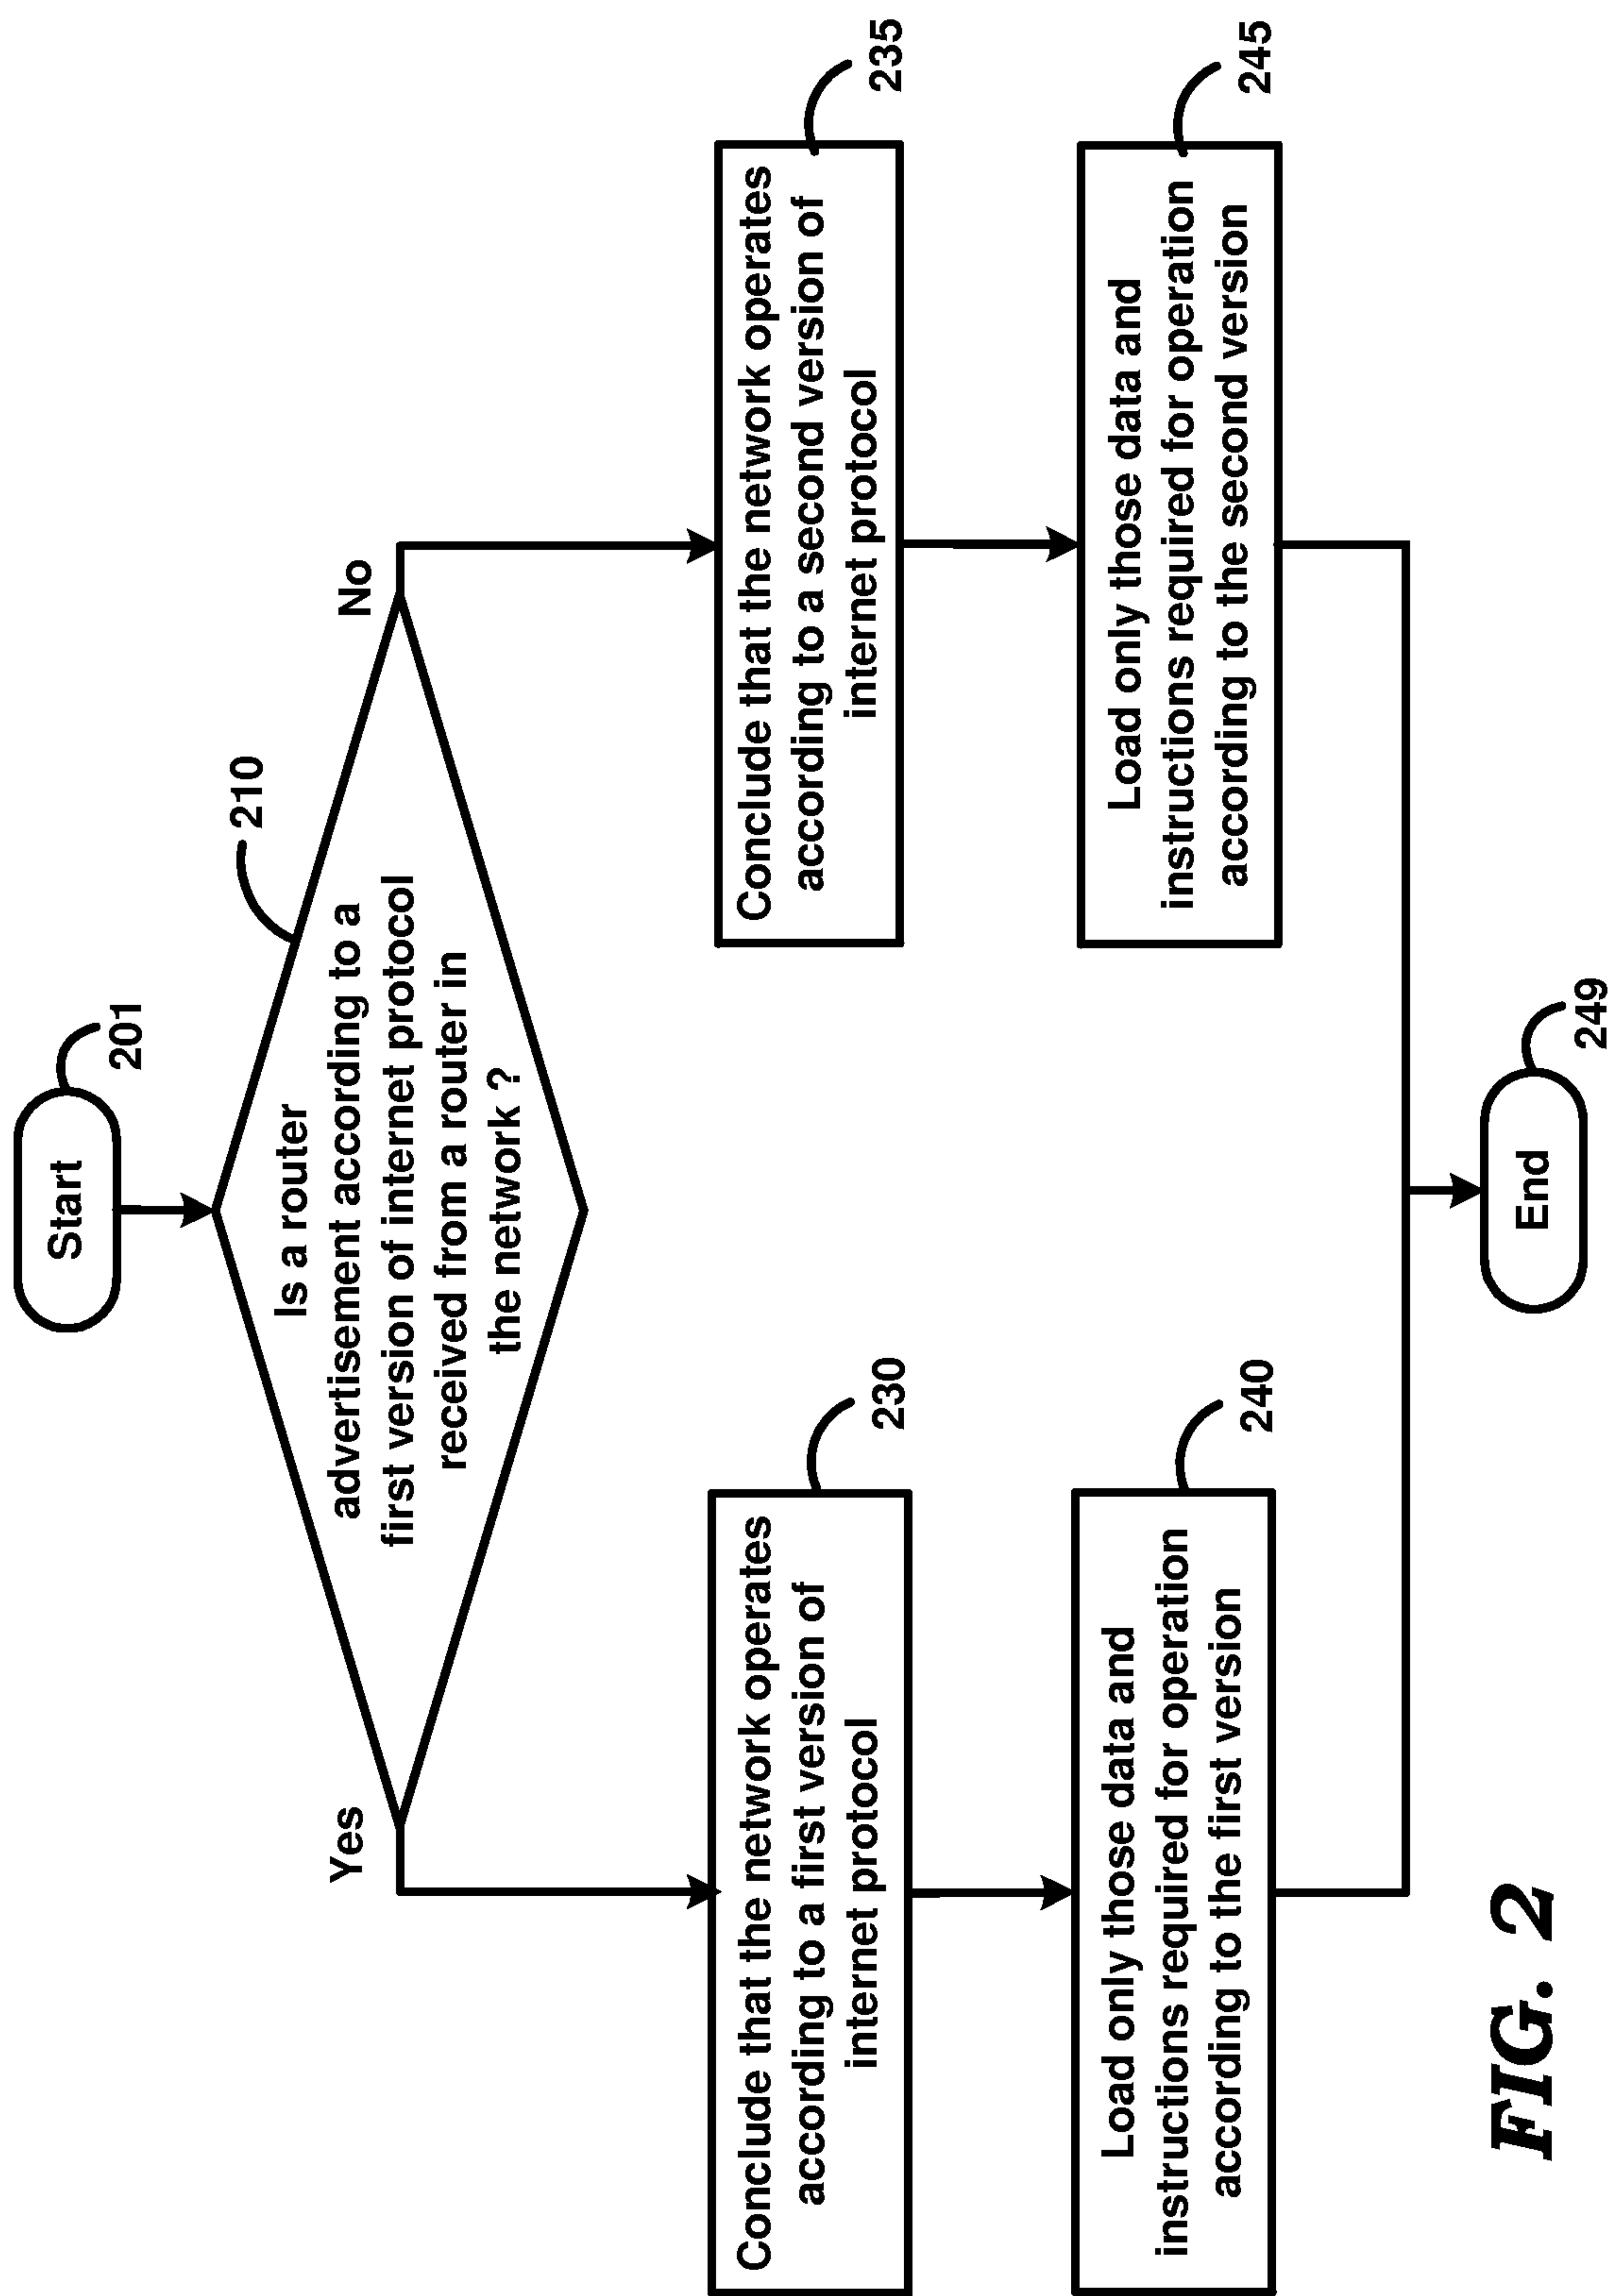 Start
201
Is a router
advertisement according to a
first version of internet protocol
received from a router in
the network ?
210
Yes
No
Conclude that the network operates
according to a first version of
internet protocol
230
Conclude that the network operates
according to a second version of
internet protocol
235
Load only those data and
instructions required for operation
according to the first version
240
Load only those data and
instructions required for operation
according to the second version
245
End
249
FIG. 2